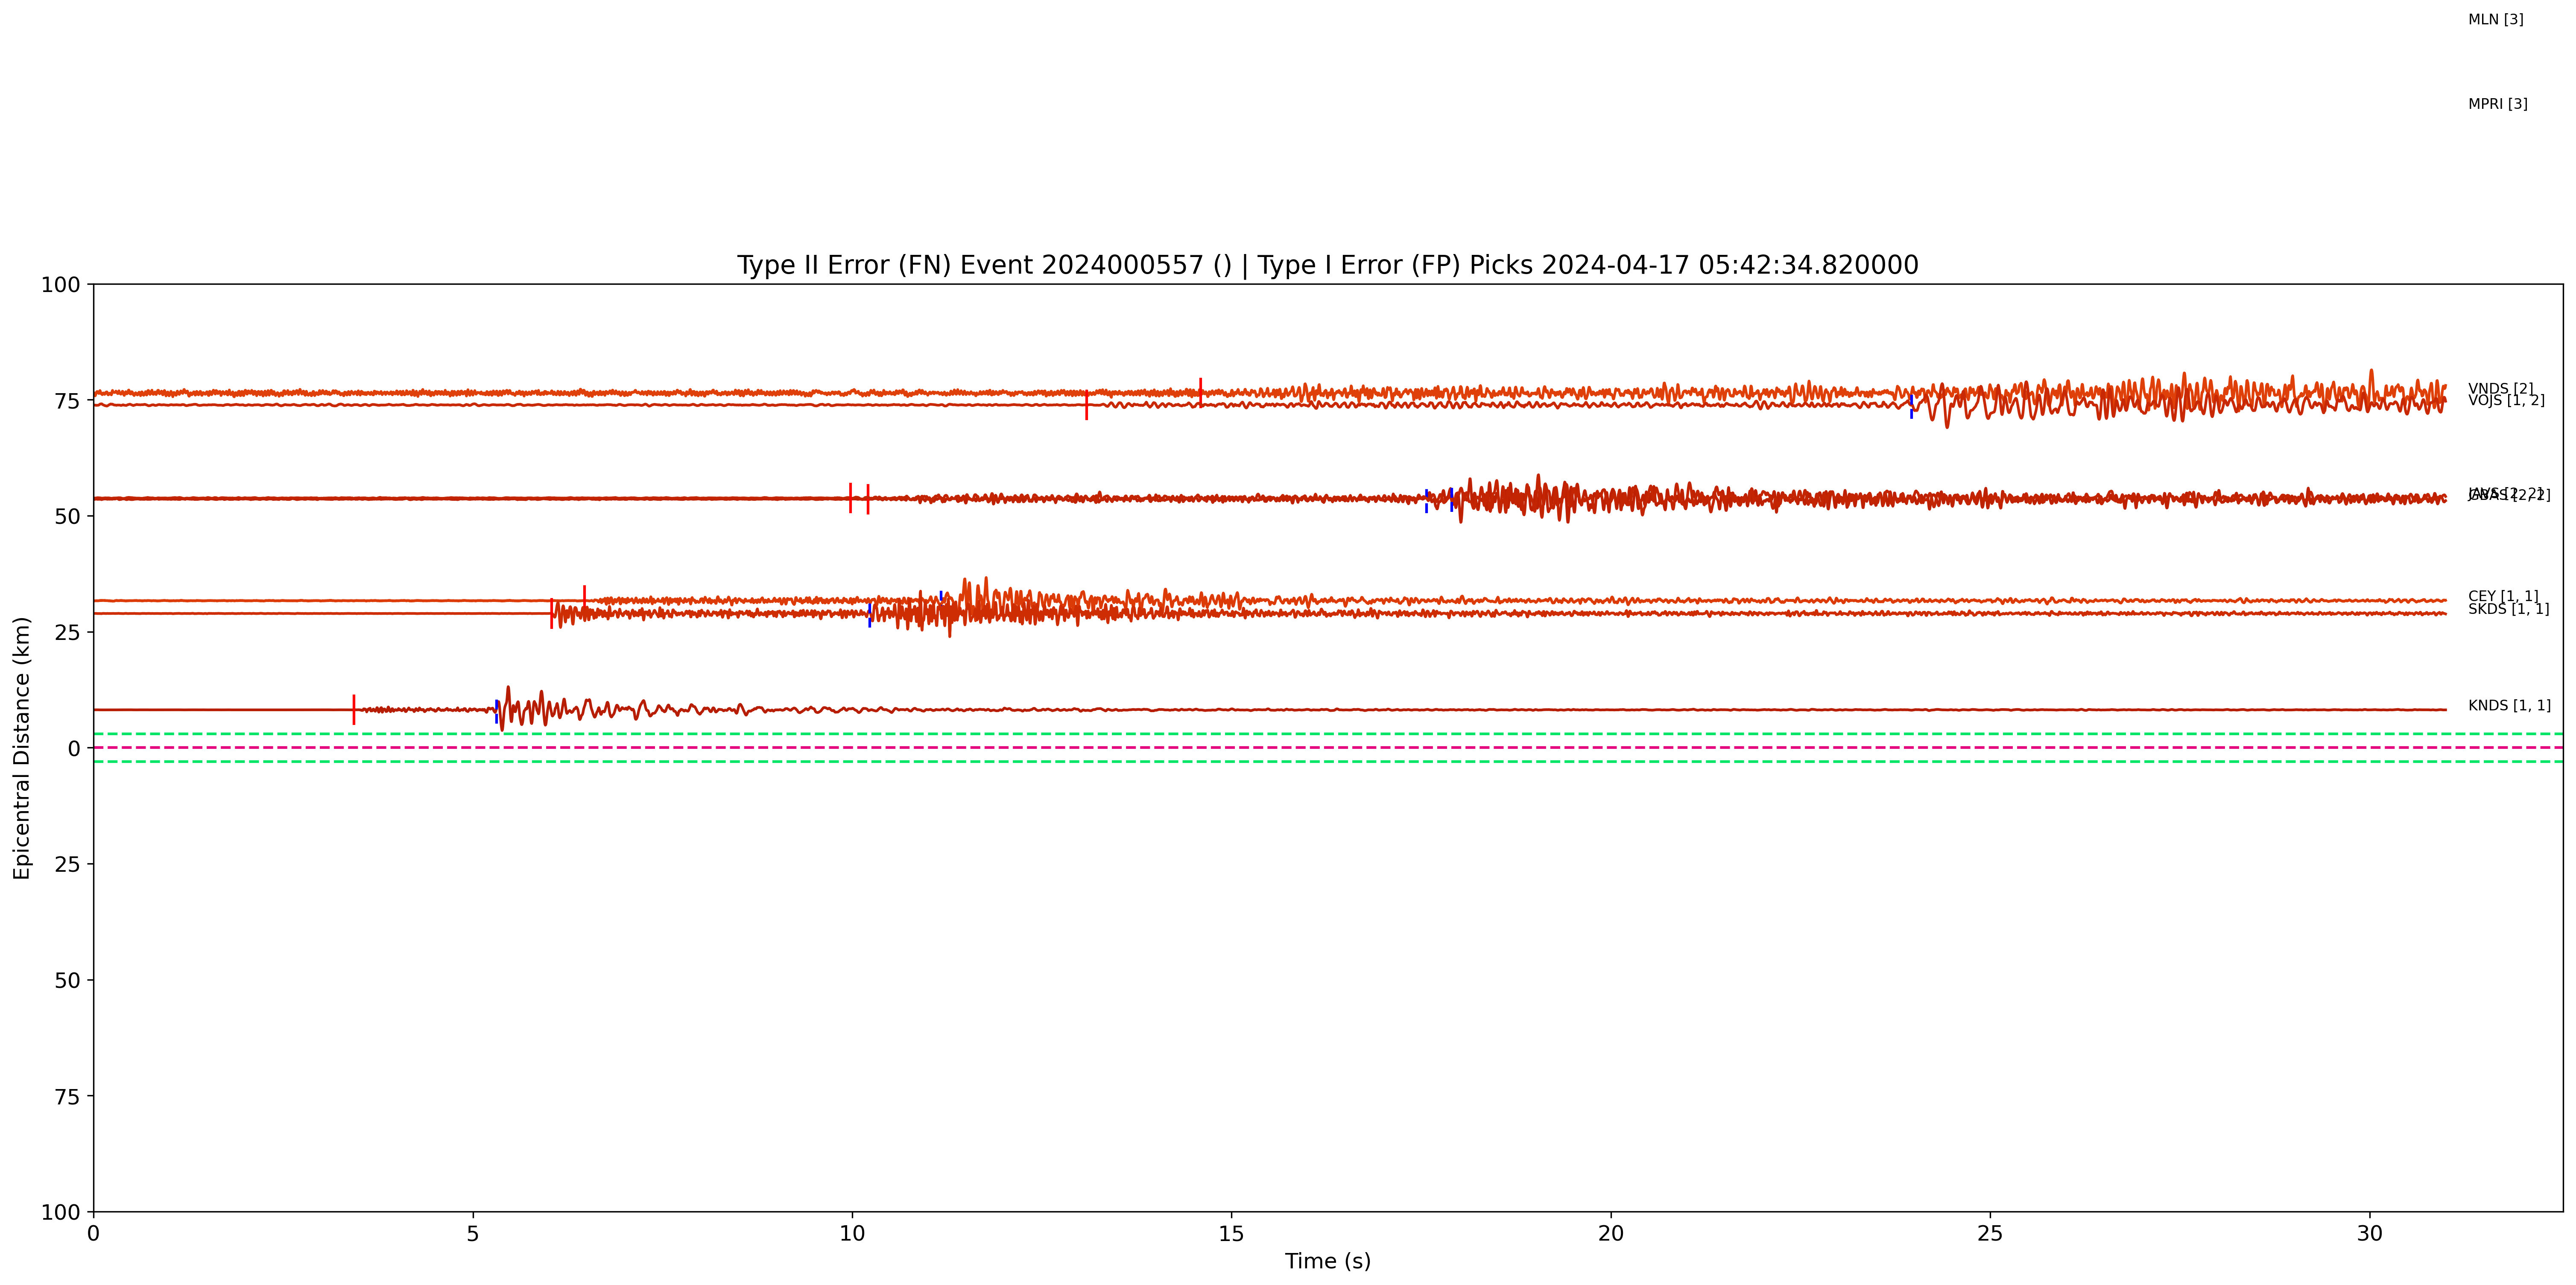 MLN [3]
MPRI [3]
Type II Error (FN) Event 2024000557 () | Type I Error (FP) Picks 2024-04-17 05:42:34.820000
100
75
50
25
0
25
50
75
100
Epicentral Distance (km)
VNDS [2]
VOJS [1, 2]
CEY [1, 1]
SKDS [1, 1]
KNDS [1, 1]
0
5
10
15
20
25
30
Time (s)